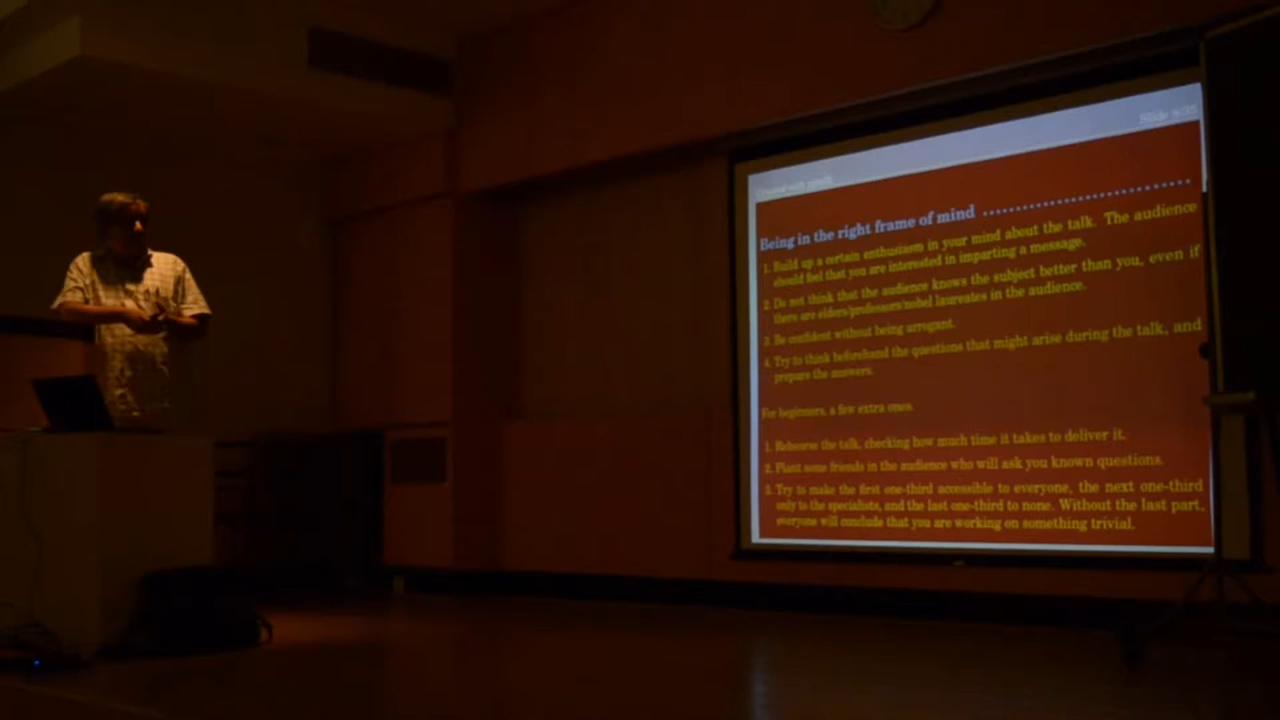 Being in the right frame of mind
1. Build up a certain enthusiasm in your mind about the talk. The audience
should feel that you are interested in imparting a message.
2. Do not think that the audience knows the subject better than you, even if
there are elders/professors/nobel laureates in the audience.
3. Be confident without being arrogant.
4. Try to think beforehand the questions that might arise during the talk, and
prepare the answers.
For beginners, a few extra ones.
1. Rehearse the talk, checking how much time it takes to deliver it.
2. Plant some friends in the audience who will ask you known questions.
3. Try to make the first one-third accessible to everyone, the next one-third
only to the specialists, and the last one-third to none. Without the last part,
everyone will conclude that you are working on something trivial.